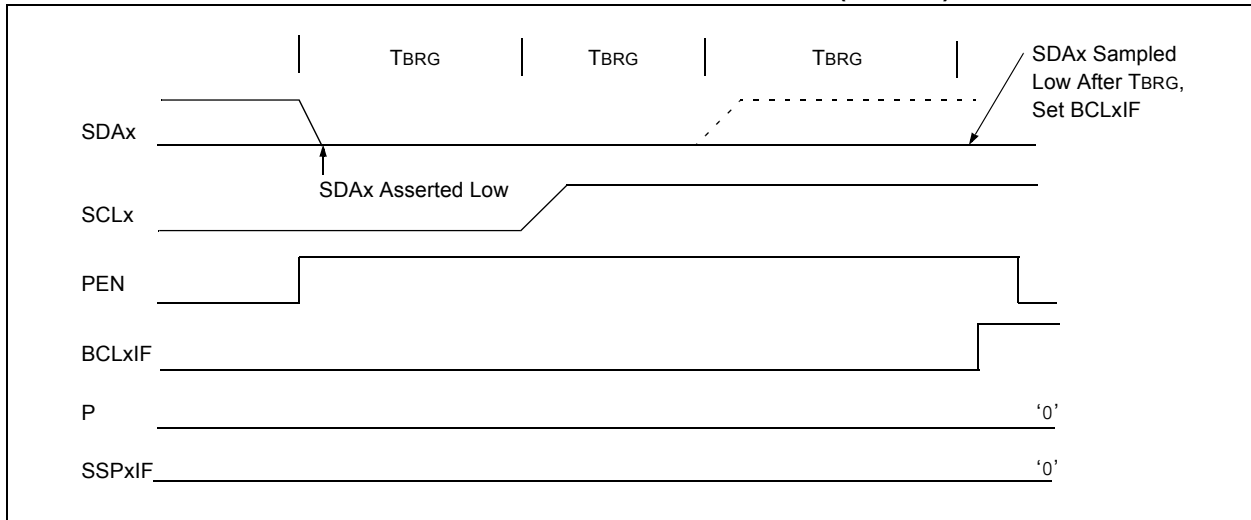 TBRG TBRG TBRG
SDAx Sampled
Low After TBRG,
Set BCLxIF
SDAx
SDAx Asserted Low
SCLx
PEN
BCLxIF
P '0'
SSPxIF '0'